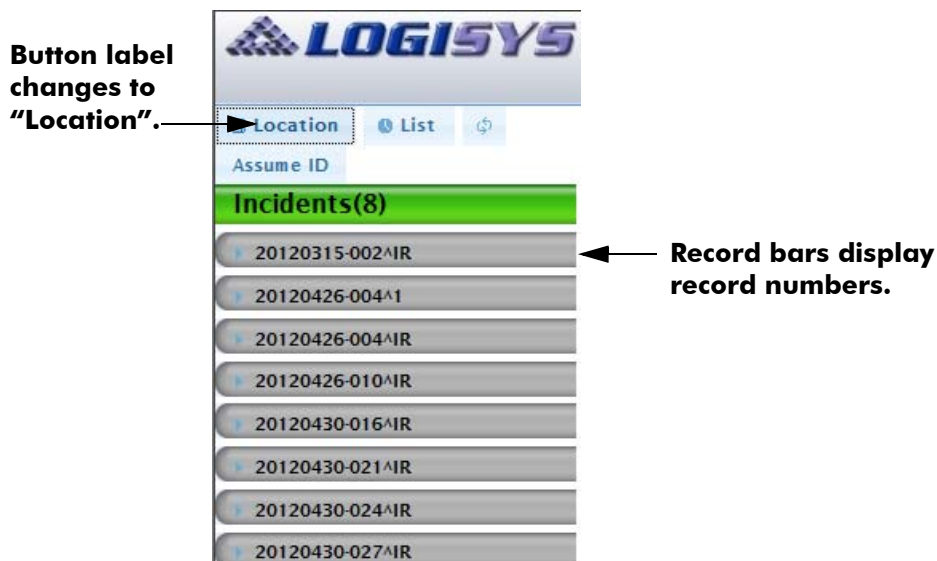 LOGISYS
Button label
changes to
“Location”.
Location List
Assume ID
Incidents(8)
20120315-002^IR
Record bars display
record numbers.
20120426-004^1
20120426-004^IR
20120426-010^IR
20120430-016^IR
20120430-021^IR
20120430-024^IR
20120430-027^IR